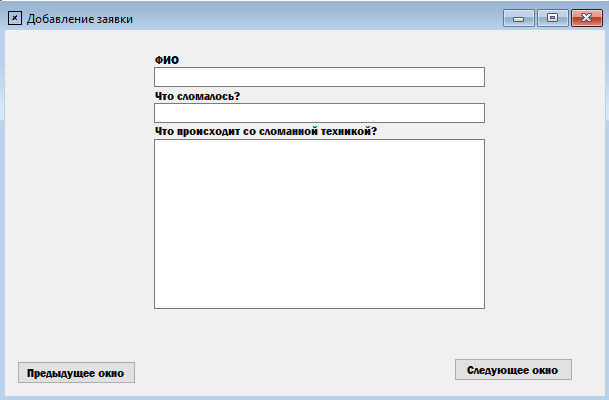 Добавление заявки
ФИО
Что сломалось?
Что происходит со сломанной техникой?
Предыдущее окно
Следующее окно